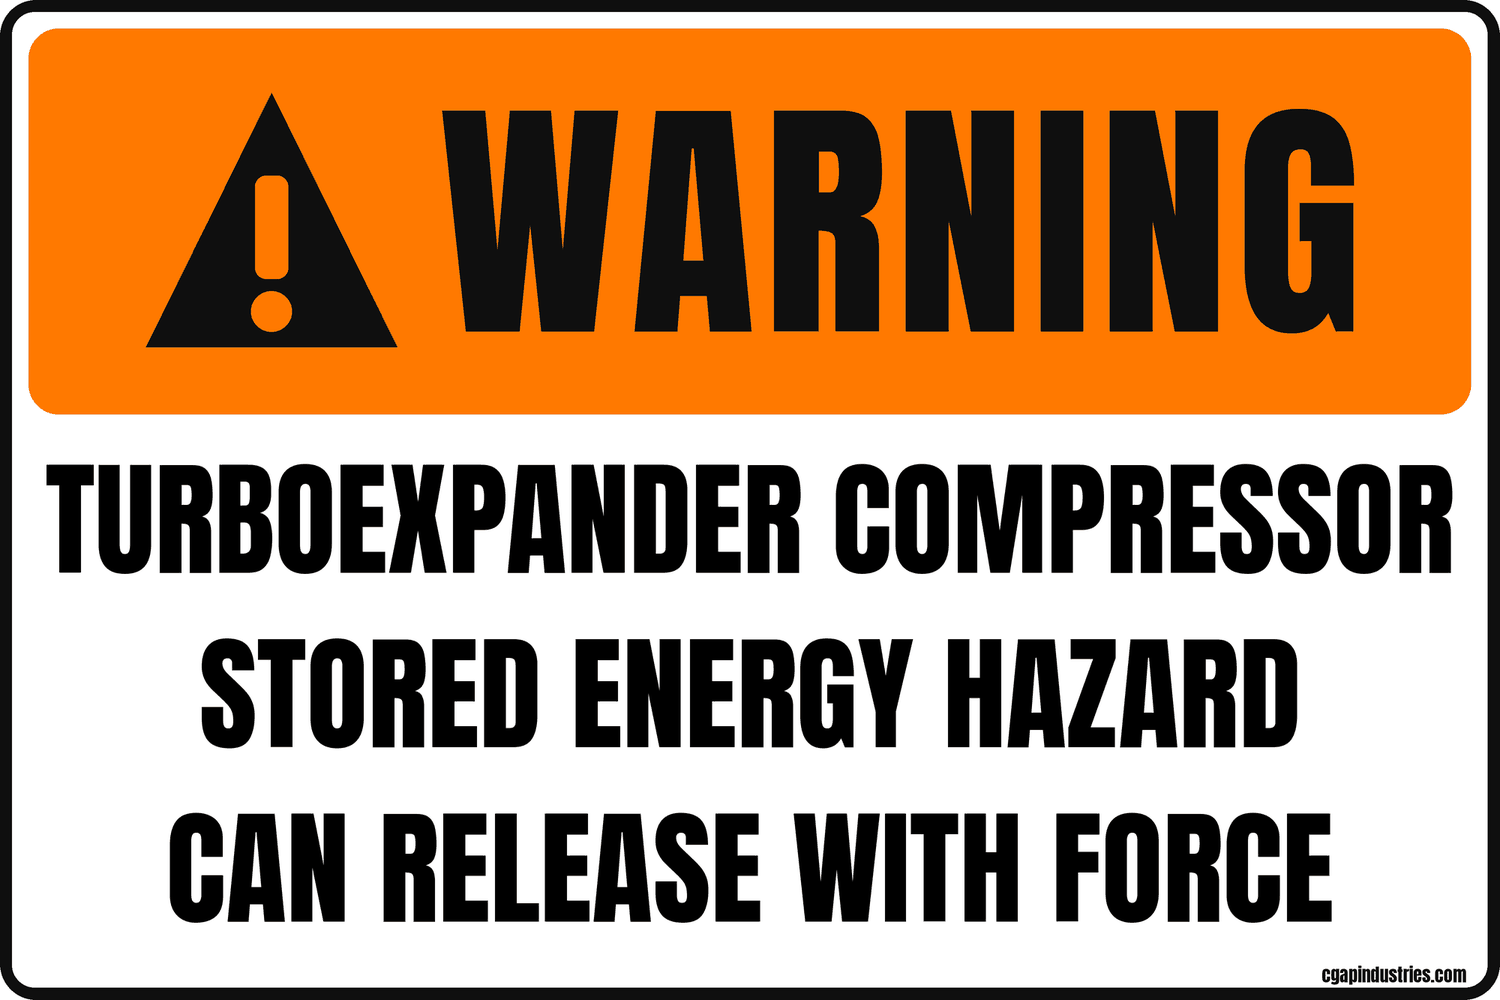 WARNING
TURBOEXPANDER COMPRESSOR
STORED ENERGY HAZARD
CAN RELEASE WITH FORCE
cgapindustries.com